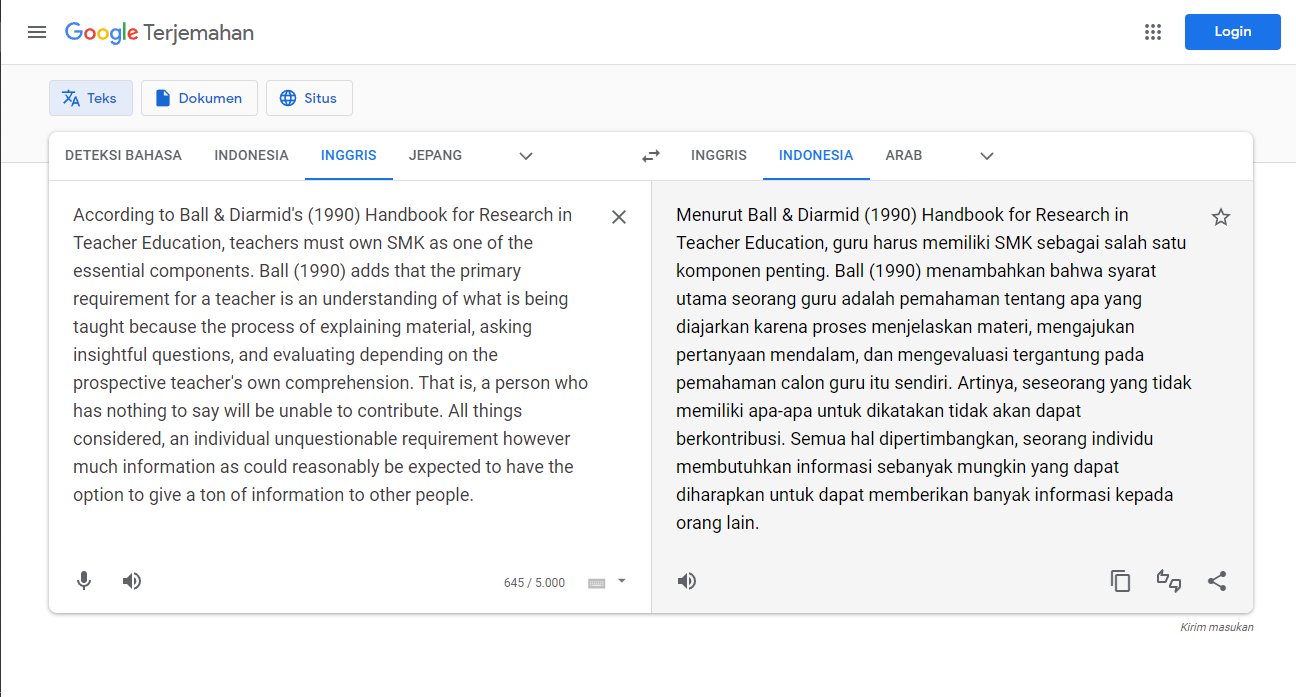 Google Terjemahan
Login
Teks
Dokumen
Situs
DETEKSI BAHASA
INDONESIA
INGGRIS
JEPANG
INGGRIS
INDONESIA
ARAB
According to Ball & Diarmid's (1990) Handbook for Research in
Teacher Education, teachers must own SMK as one of the
essential components. Ball (1990) adds that the primary
requirement for a teacher is an understanding of what is being
taught because the process of explaining material, asking
insightful questions, and evaluating depending on the
prospective teacher's own comprehension. That is, a person who
has nothing to say will be unable to contribute. All things
considered, an individual unquestionable requirement however
much information as could reasonably be expected to have the
option to give a ton of information to other people.
645 / 5.000
Menurut Ball & Diarmid (1990) Handbook for Research in
Teacher Education, guru harus memiliki SMK sebagai salah satu
komponen penting. Ball (1990) menambahkan bahwa syarat
utama seorang guru adalah pemahaman tentang apa yang
diajarkan karena proses menjelaskan materi, mengajukan
pertanyaan mendalam, dan mengevaluasi tergantung pada
pemahaman calon guru itu sendiri. Artinya, seseorang yang tidak
memiliki apa-apa untuk dikatakan tidak akan dapat
berkontribusi. Semua hal dipertimbangkan, seorang individu
membutuhkan informasi sebanyak mungkin yang dapat
diharapkan untuk dapat memberikan banyak informasi kepada
orang lain.
Kirim masukan